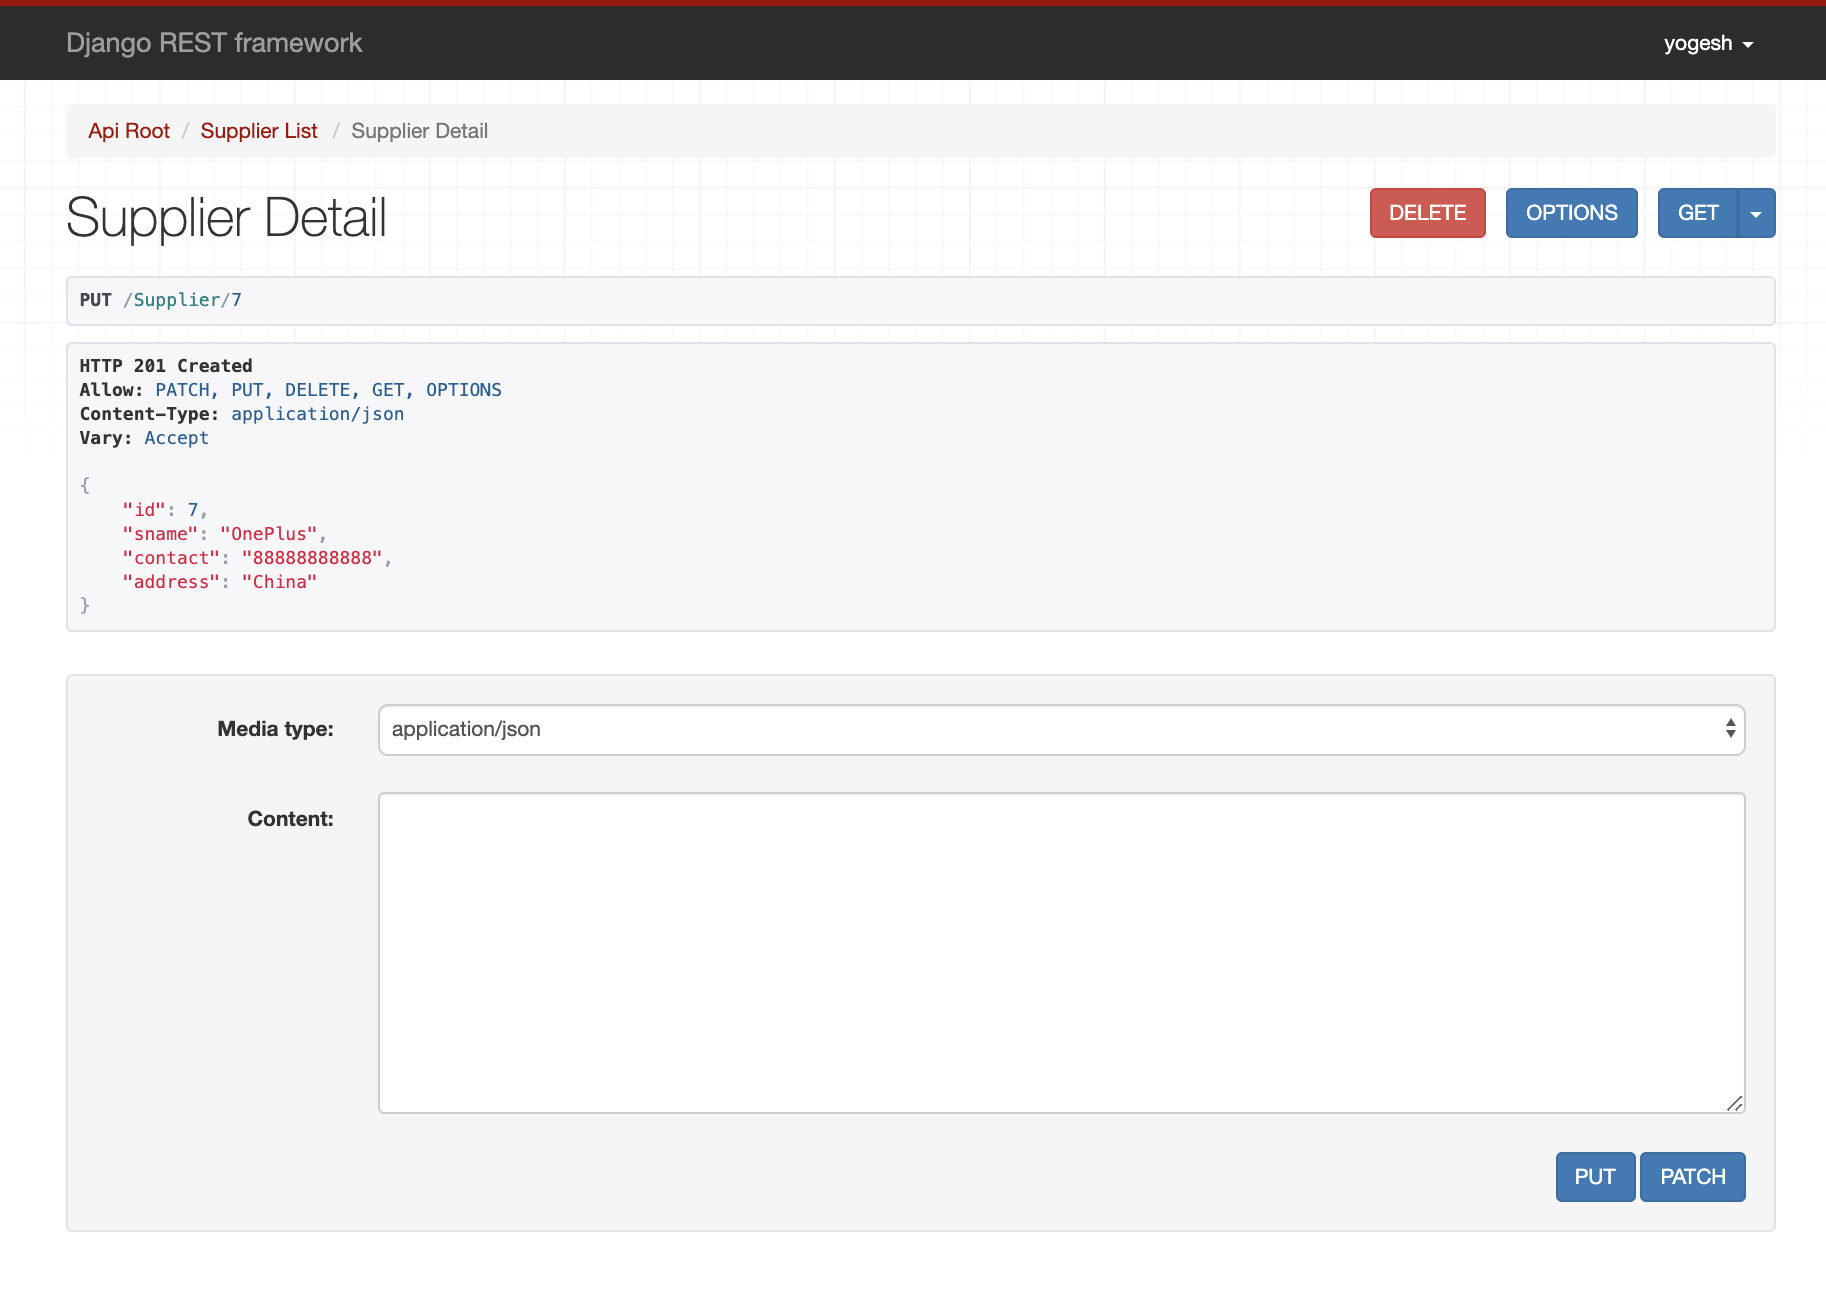 Django REST framework
yogesh
Api Root / Supplier List / Supplier Detail
Supplier Detail
DELETE
OPTIONS
GET
PUT /Supplier/7
HTTP 201 Created
Allow: PATCH, PUT, DELETE, GET, OPTIONS
Content-Type: application/json
Vary: Accept
{
    "id": 7,
    "sname": "OnePlus",
    "contact": "88888888888",
    "address": "China"
}
Media type:
application/json
Content:
PUT
PATCH